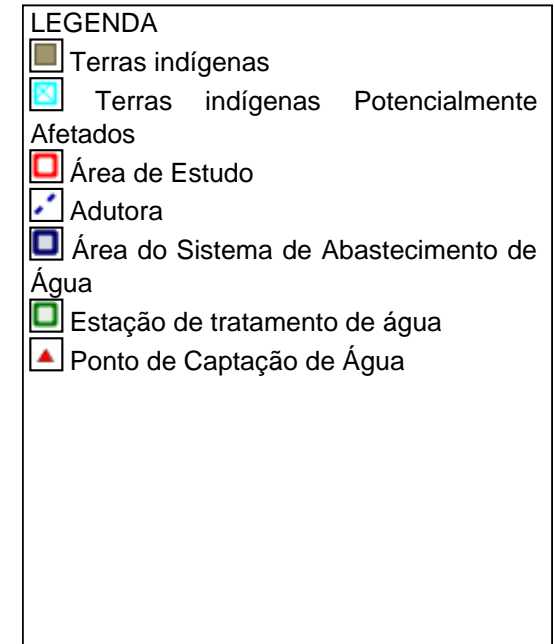 LEGENDA
Terras indígenas
Terras indígenas Potencialmente
Afetados
Área de Estudo
Adutora
Área do Sistema de Abastecimento de
Água
Estação de tratamento de água
Ponto de Captação de Água